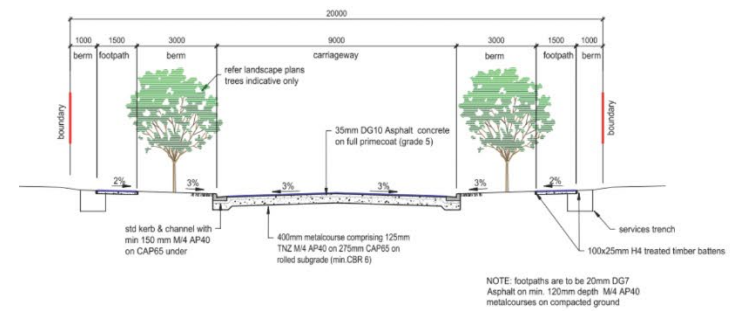 20000
1000 1500 3000 9000 3000 1500 1000
berm footpath berm carriageway berm footpath berm
refer landscape plans
trees indicative only
boundary
boundary
35mm DG10 Asphalt concrete
on full primecoat (grade 5)
2% 3% 3% 3% 3% 2%
std kerb & channel with
min 150 mm M/4 AP40
on CAP65 under
400mm metalcourse comprising 125mm
TNZ M/4 AP40 on 275mm CAP65 on
rolled subgrade (min.CBR 6)
services trench
100x25mm H4 treated timber battens
NOTE: footpaths are to be 20mm DG7
Asphalt on min. 120mm depth M/4 AP40
metalcourses on compacted ground